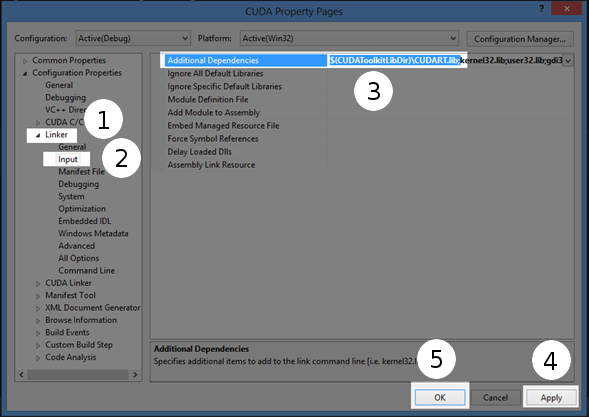 CUDA Property Pages
? ×
Configuration: Active(Debug) Platform: Active(Win32) Configuration Manager...
Common Properties
Configuration Properties
General
Debugging
VC++ Dire
CUDA C/C
1
Linker
General
2
Input
Manifest File
Debugging
System
Optimization
Embedded IDL
Windows Metadata
Advanced
All Options
Command Line
CUDA Linker
Manifest Tool
XML Document Generator
Browse Information
Build Events
Custom Build Step
Code Analysis
Additional Dependencies $(CUDAToolkitLibDir)\CUDART.lib;kernel32.lib;user32.lib;gdi3
3
Ignore All Default Libraries
Ignore Specific Default Libraries
Module Definition File
Add Module to Assembly
Embed Managed Resource File
Force Symbol References
Delay Loaded Dlls
Assembly Link Resource
Additional Dependencies
Specifies additional items to add to the link command line [i.e. kernel32.l
5
4
OK Cancel Apply